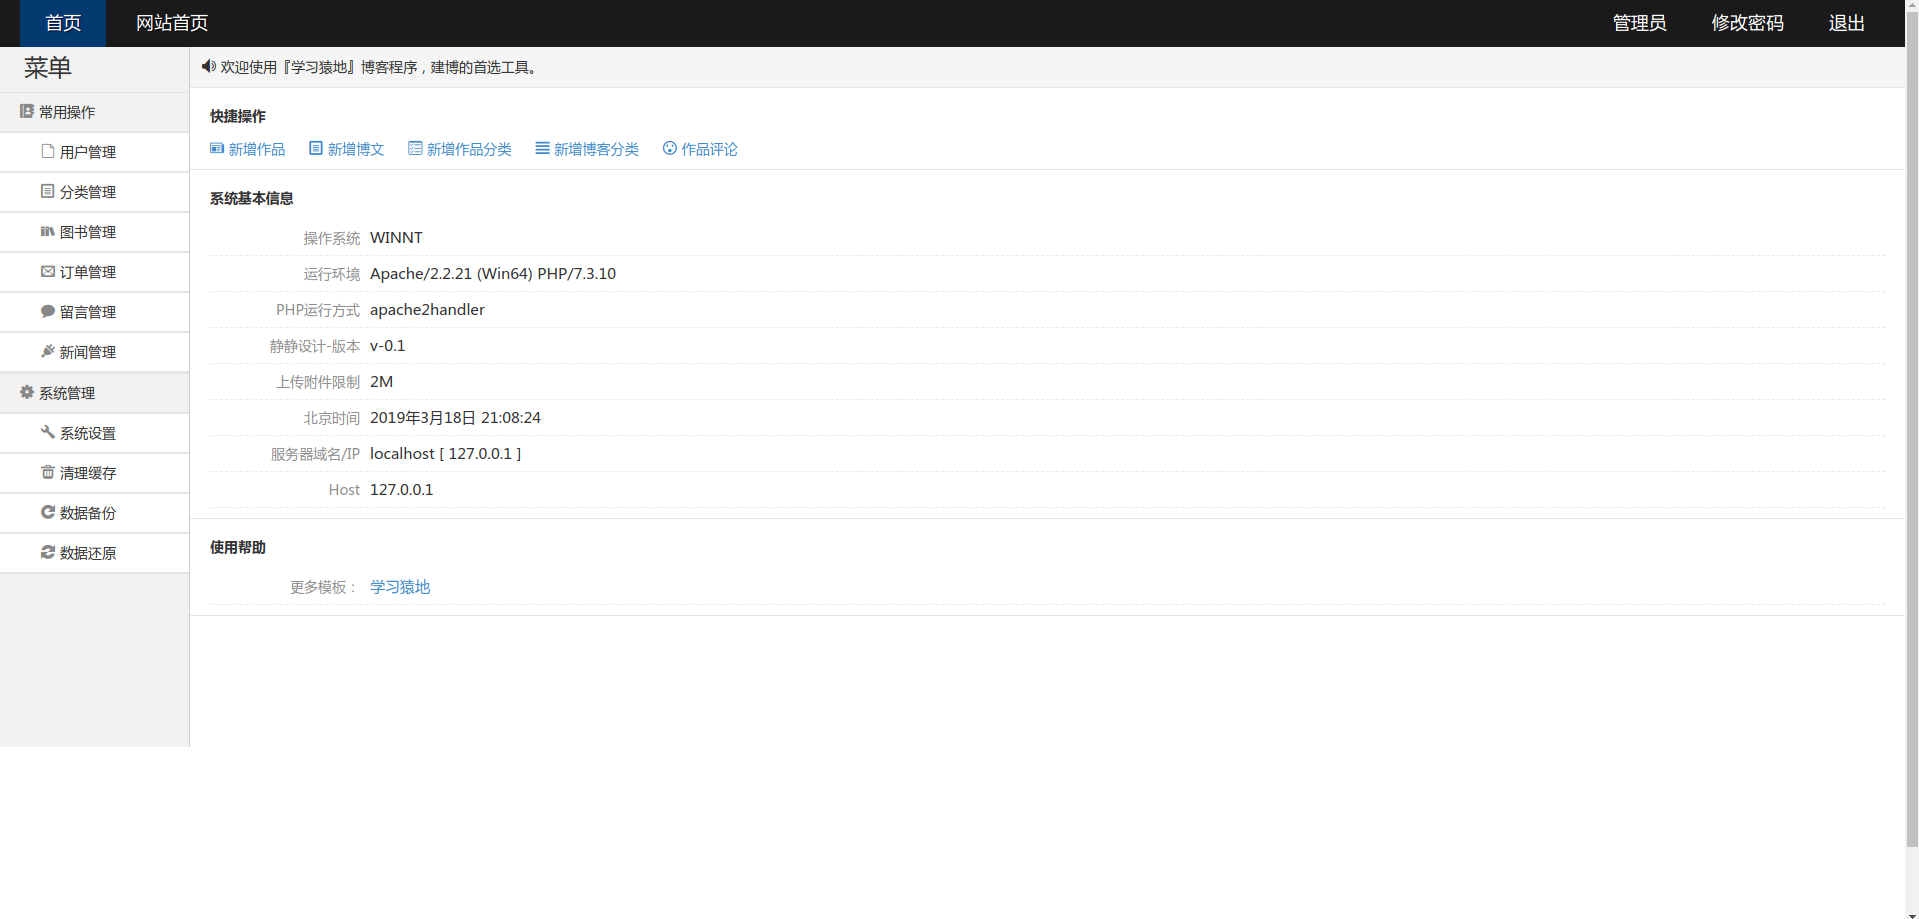 首页 网站首页 管理员 修改密码 退出
菜单
常用操作
用户管理
分类管理
图书管理
订单管理
留言管理
新闻管理
系统管理
系统设置
清理缓存
数据备份
数据还原
欢迎使用『学习猿地』博客程序，建博的首选工具。
快捷操作
新增作品 新增博文 新增作品分类 新增博客分类 作品评论
系统基本信息
操作系统 WINNT
运行环境 Apache/2.2.21 (Win64) PHP/7.3.10
PHP运行方式 apache2handler
静静设计-版本 v-0.1
上传附件限制 2M
北京时间 2019年3月18日 21:08:24
服务器域名/IP localhost [ 127.0.0.1 ]
Host 127.0.0.1
使用帮助
更多模板： 学习猿地